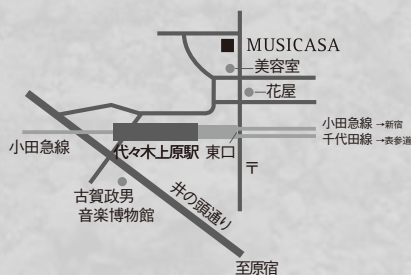 MUSICASA
美容室
花屋
小田急線 →新宿
千代田線 →表参道
小田急線
代々木上原駅
東口
〒
古賀政男
音楽博物館
井の頭通り
至原宿